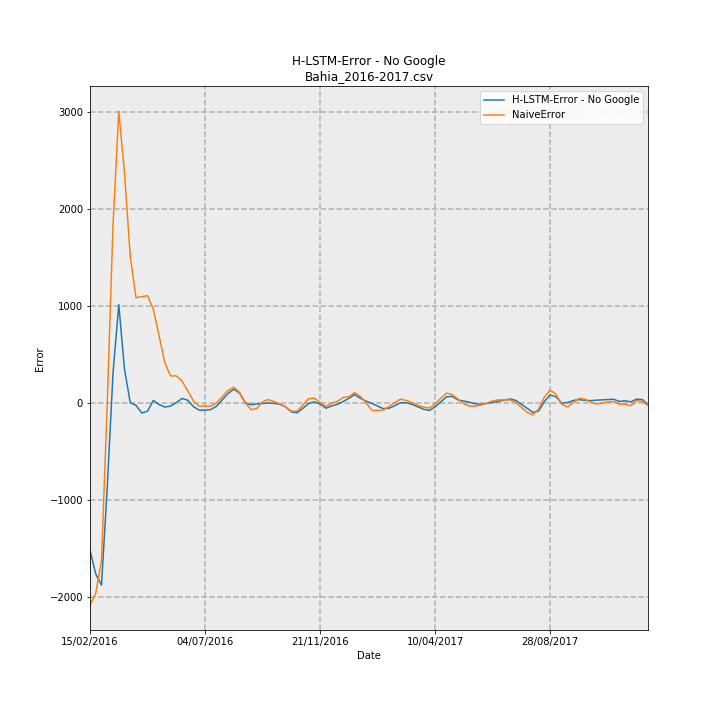 H-LSTM-Error - No Google
Bahia_2016-2017.csv
H-LSTM-Error - No Google
NaiveError
3000
2000
1000
0
−1000
−2000
Error
15/02/2016
04/07/2016
21/11/2016
10/04/2017
28/08/2017
Date